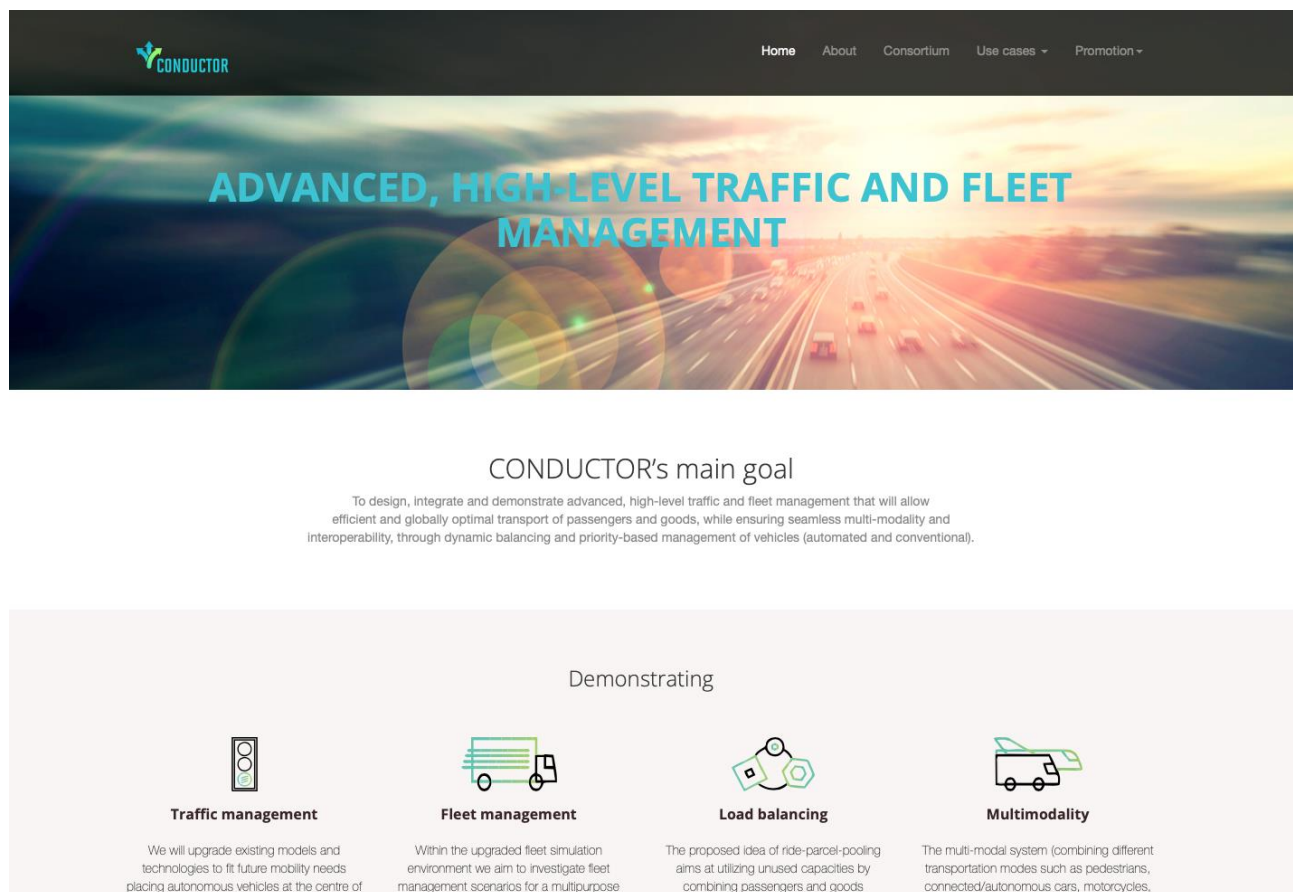 CONDUCTOR
Home About Consortium Use cases Promotion
ADVANCED, HIGH-LEVEL TRAFFIC AND FLEET
MANAGEMENT
CONDUCTOR's main goal
To design, integrate and demonstrate advanced, high-level traffic and fleet management that will allow
efficient and globally optimal transport of passengers and goods, while ensuring seamless multi-modality and
interoperability, through dynamic balancing and priority-based management of vehicles (automated and conventional).
Demonstrating
Traffic management
We will upgrade existing models and
technologies to fit future mobility needs
placing autonomous vehicles at the centre of
Fleet management
Within the upgraded fleet simulation
environment we aim to investigate fleet
management scenarios for a multipurpose
Load balancing
The proposed idea of ride-parcel-pooling
aims at utilizing unused capacities by
combining passengers and goods
Multimodality
The multi-modal system (combining different
transportation modes such as pedestrians,
connected/autonomous cars, motorcycles,